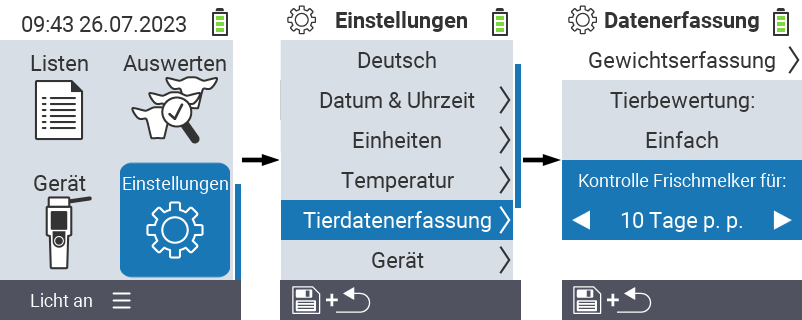 09:43 26.07.2023
Listen
Auswerten
Gerät
Einstellungen
Licht an
Einstellungen
Deutsch
Datum & Uhrzeit
Einheiten
Temperatur
Tierdatenerfassung
Gerät
+
Datenerfassung
Gewichtserfassung
Tierbewertung:
Einfach
Kontrolle Frischmelker für:
10 Tage p. p.
+